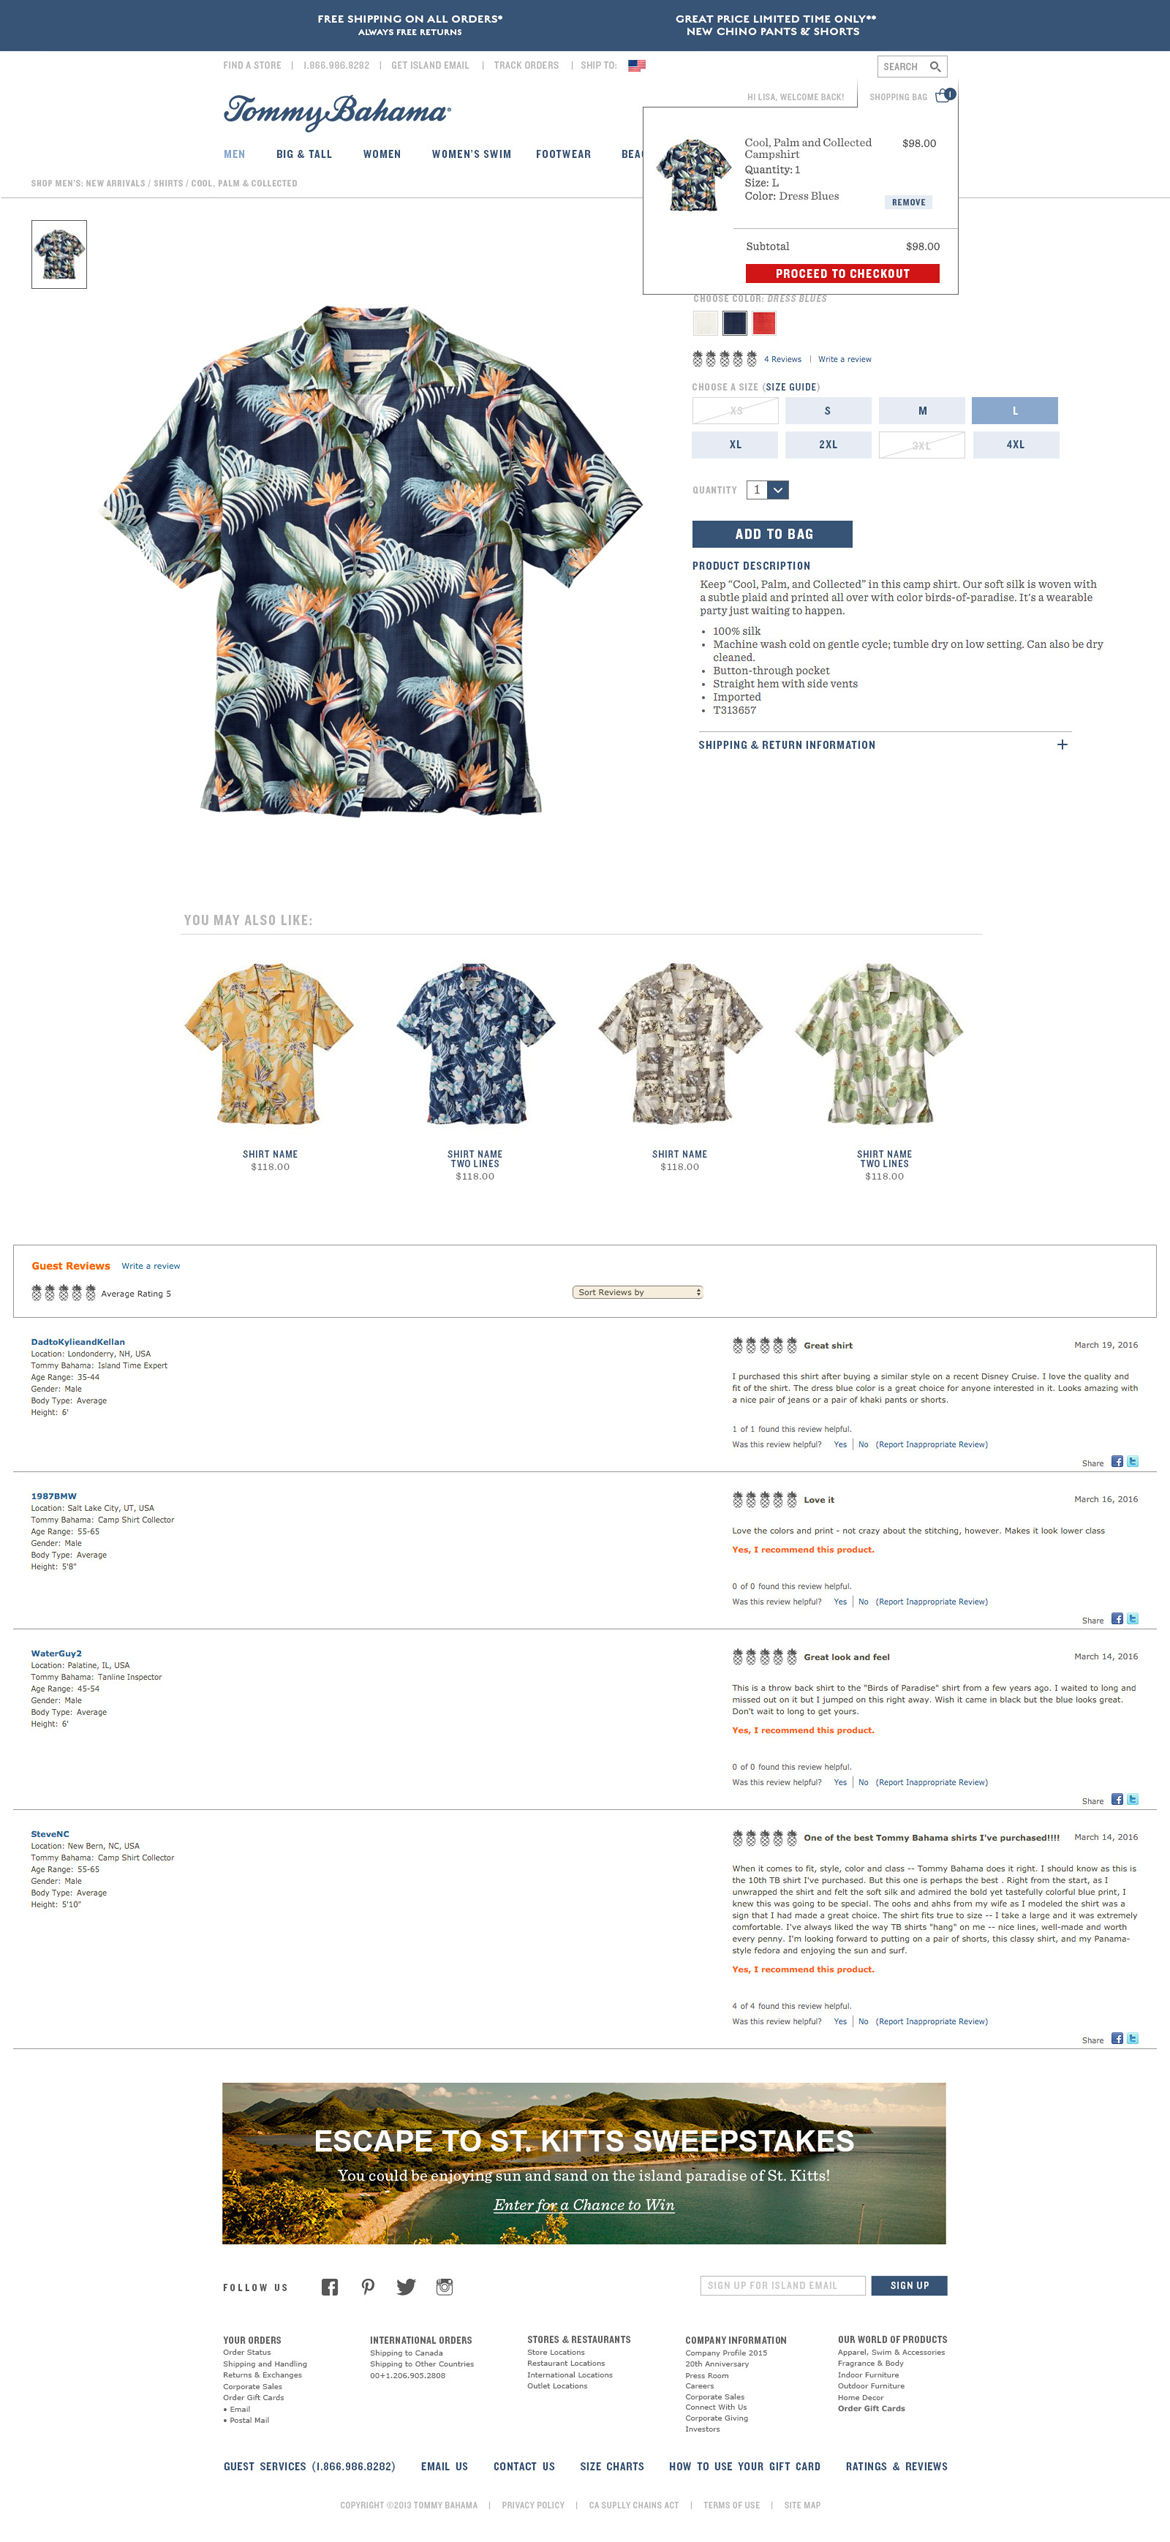 FREE SHIPPING ON ALL ORDERS*
ALWAYS FREE RETURNS
GREAT PRICE LIMITED TIME ONLY**
NEW CHINO PANTS & SHORTS
FIND A STORE | 1.866.986.8282 | GET ISLAND EMAIL | TRACK ORDERS | SHIP TO:
SEARCH
HI LISA, WELCOME BACK!
SHOPPING BAG 1
Tommy Bahama
MEN BIG & TALL WOMEN WOMEN'S SWIM FOOTWEAR BEA
SHOP MEN'S: NEW ARRIVALS / SHIRTS / COOL, PALM & COLLECTED
Cool, Palm and Collected
Campshirt
$98.00
Quantity: 1
Size: L
Color: Dress Blues
REMOVE
Subtotal $98.00
PROCEED TO CHECKOUT
CHOOSE COLOR: DRESS BLUES
4 Reviews | Write a review
CHOOSE A SIZE (SIZE GUIDE)
XS S M L
XL 2XL 3XL 4XL
QUANTITY 1
ADD TO BAG
PRODUCT DESCRIPTION
Keep “Cool, Palm, and Collected” in this camp shirt. Our soft silk is woven with
a subtle plaid and printed all over with color birds-of-paradise. It's a wearable
party just waiting to happen.
• 100% silk
• Machine wash cold on gentle cycle; tumble dry on low setting. Can also be dry
cleaned.
• Button-through pocket
• Straight hem with side vents
• Imported
• T313657
SHIPPING & RETURN INFORMATION +
YOU MAY ALSO LIKE:
SHIRT NAME
$118.00
SHIRT NAME
TWO LINES
$118.00
SHIRT NAME
$118.00
SHIRT NAME
TWO LINES
$118.00
Guest Reviews Write a review
Average Rating 5
Sort Reviews by
DadtoKylieandKellan
Location: Londonderry, NH, USA
Tommy Bahama: Island Time Expert
Age Range: 35-44
Gender: Male
Body Type: Average
Height: 6'
Great shirt March 19, 2016
I purchased this shirt after buying a similar style on a recent Disney Cruise. I love the quality and
fit of the shirt. The dress blue color is a great choice for anyone interested in it. Looks amazing with
a nice pair of jeans or a pair of khaki pants or shorts.
1 of 1 found this review helpful.
Was this review helpful? Yes | No (Report Inappropriate Review)
Share
1987BMW
Location: Salt Lake City, UT, USA
Tommy Bahama: Camp Shirt Collector
Age Range: 55-65
Gender: Male
Body Type: Average
Height: 5'8"
Love it March 16, 2016
Love the colors and print - not crazy about the stitching, however. Makes it look lower class
Yes, I recommend this product.
0 of 0 found this review helpful.
Was this review helpful? Yes | No (Report Inappropriate Review)
Share
WaterGuy2
Location: Palatine, IL, USA
Tommy Bahama: Tanline Inspector
Age Range: 45-54
Gender: Male
Body Type: Average
Height: 6'
Great look and feel March 14, 2016
This is a throw back shirt to the "Birds of Paradise" shirt from a few years ago. I waited to long and
missed out on it but I jumped on this right away. Wish it came in black but the blue looks great.
Don't wait to long to get yours.
Yes, I recommend this product.
0 of 0 found this review helpful.
Was this review helpful? Yes | No (Report Inappropriate Review)
Share
SteveNC
Location: New Bern, NC, USA
Tommy Bahama: Camp Shirt Collector
Age Range: 55-65
Gender: Male
Body Type: Average
Height: 5'10"
One of the best Tommy Bahama shirts I've purchased!!!! March 14, 2016
When it comes to fit, style, color and class -- Tommy Bahama does it right. I should know as this is
the 10th TB shirt I've purchased. But this one is perhaps the best . Right from the start, as I
unwrapped the shirt and felt the soft silk and admired the bold yet tastefully colorful blue print, I
knew this was going to be special. The oohs and ahhs from my wife as I modeled the shirt was a
sign that I had made a great choice. The shirt fits true to size -- I take a large and it was extremely
comfortable. I've always liked the way TB shirts "hang" on me -- nice lines, well-made and worth
every penny. I'm looking forward to putting on a pair of shorts, this classy shirt, and my Panama-
style fedora and enjoying the sun and surf.
Yes, I recommend this product.
4 of 4 found this review helpful.
Was this review helpful? Yes | No (Report Inappropriate Review)
Share
ESCAPE TO ST. KITTS SWEEPSTAKES
You could be enjoying sun and sand on the island paradise of St. Kitts!
Enter for a Chance to Win
FOLLOW US
SIGN UP FOR ISLAND EMAIL SIGN UP
YOUR ORDERS
Order Status
Shipping and Handling
Returns & Exchanges
Corporate Sales
Order Gift Cards
• Email
• Postal Mail
INTERNATIONAL ORDERS
Shipping to Canada
Shipping to Other Countries
00+1.206.905.2808
STORES & RESTAURANTS
Store Locations
Restaurant Locations
International Locations
Outlet Locations
COMPANY INFORMATION
Company Profile 2015
20th Anniversary
Press Room
Careers
Corporate Sales
Connect With Us
Corporate Giving
Investors
OUR WORLD OF PRODUCTS
Apparel, Swim & Accessories
Fragrance & Body
Indoor Furniture
Outdoor Furniture
Home Decor
Order Gift Cards
GUEST SERVICES (1.866.986.8282) EMAIL US CONTACT US SIZE CHARTS HOW TO USE YOUR GIFT CARD RATINGS & REVIEWS
COPYRIGHT ©2013 TOMMY BAHAMA | PRIVACY POLICY | CA SUPLLY CHAINS ACT | TERMS OF USE | SITE MAP